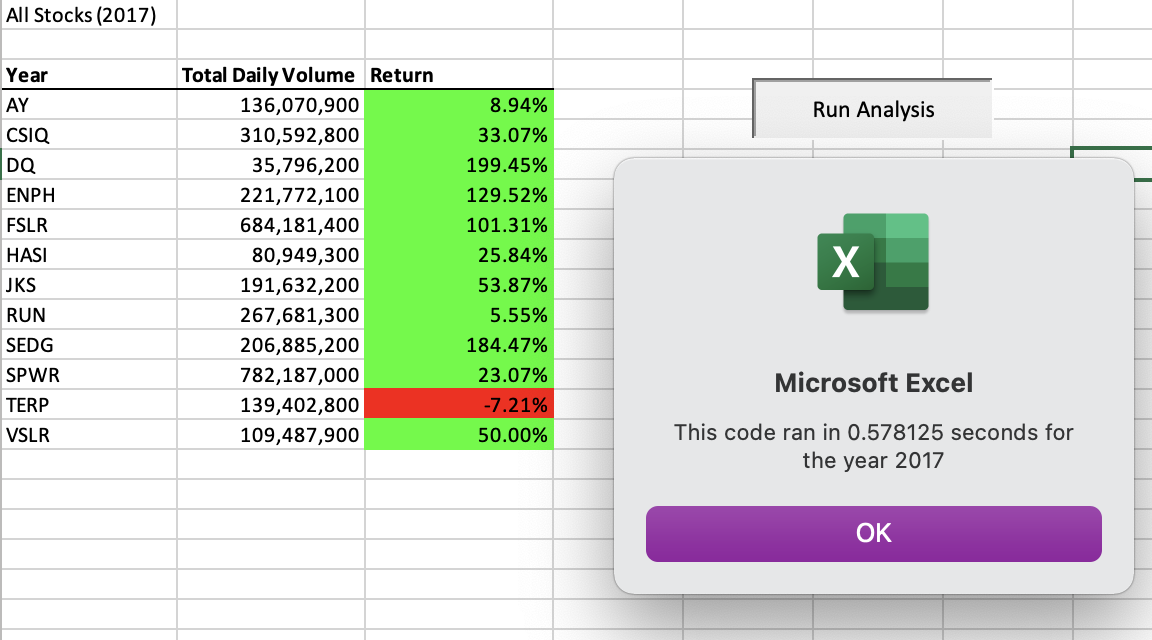 All Stocks (2017)
Year Total Daily Volume Return
AY 136,070,900 8.94%
CSIQ 310,592,800 33.07%
DQ 35,796,200 199.45%
ENPH 221,772,100 129.52%
FSLR 684,181,400 101.31%
HASI 80,949,300 25.84%
JKS 191,632,200 53.87%
RUN 267,681,300 5.55%
SEDG 206,885,200 184.47%
SPWR 782,187,000 23.07%
TERP 139,402,800 -7.21%
VSLR 109,487,900 50.00%
Run Analysis
X
Microsoft Excel
This code ran in 0.578125 seconds for
the year 2017
OK